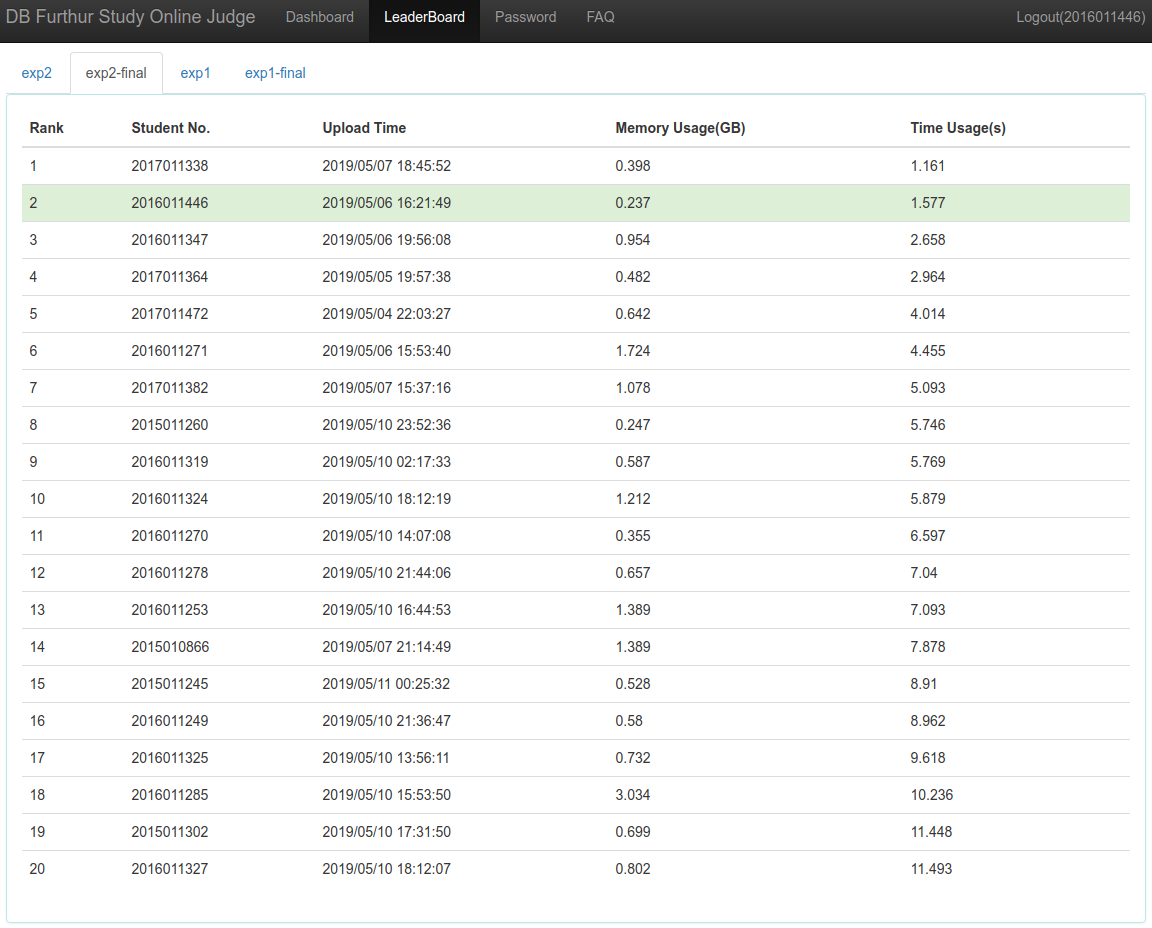 DB Furthur Study Online Judge Dashboard LeaderBoard Password FAQ Logout(2016011446)
exp2 exp2-final exp1 exp1-final
Rank Student No. Upload Time Memory Usage(GB) Time Usage(s)
1 2017011338 2019/05/07 18:45:52 0.398 1.161
2 2016011446 2019/05/06 16:21:49 0.237 1.577
3 2016011347 2019/05/06 19:56:08 0.954 2.658
4 2017011364 2019/05/05 19:57:38 0.482 2.964
5 2017011472 2019/05/04 22:03:27 0.642 4.014
6 2016011271 2019/05/06 15:53:40 1.724 4.455
7 2017011382 2019/05/07 15:37:16 1.078 5.093
8 2015011260 2019/05/10 23:52:36 0.247 5.746
9 2016011319 2019/05/10 02:17:33 0.587 5.769
10 2016011324 2019/05/10 18:12:19 1.212 5.879
11 2016011270 2019/05/10 14:07:08 0.355 6.597
12 2016011278 2019/05/10 21:44:06 0.657 7.04
13 2016011253 2019/05/10 16:44:53 1.389 7.093
14 2015010866 2019/05/07 21:14:49 1.389 7.878
15 2015011245 2019/05/11 00:25:32 0.528 8.91
16 2016011249 2019/05/10 21:36:47 0.58 8.962
17 2016011325 2019/05/10 13:56:11 0.732 9.618
18 2016011285 2019/05/10 15:53:50 3.034 10.236
19 2015011302 2019/05/10 17:31:50 0.699 11.448
20 2016011327 2019/05/10 18:12:07 0.802 11.493